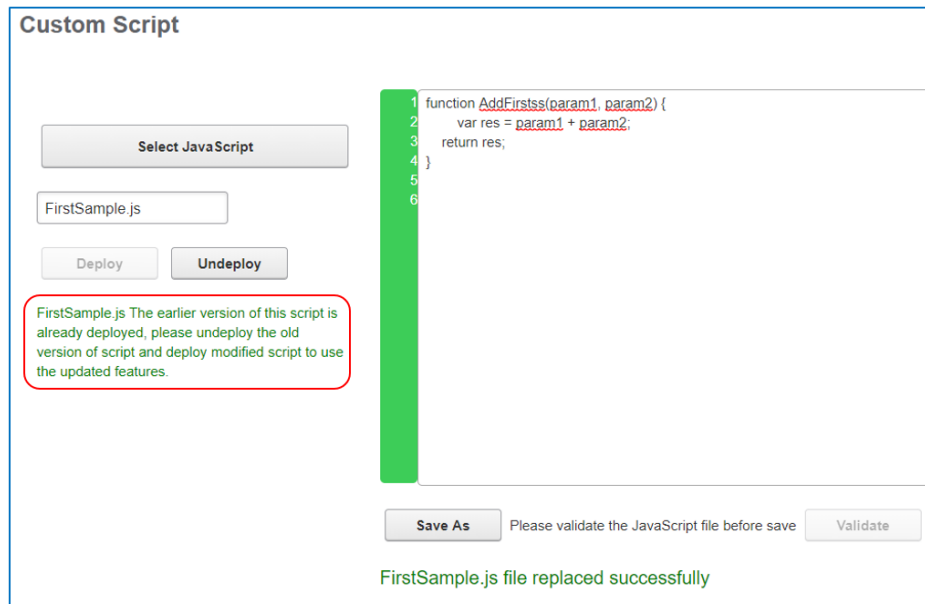 Custom Script
Select JavaScript
FirstSample.js
Deploy
Undeploy
FirstSample.js The earlier version of this script is
already deployed, please undeploy the old
version of script and deploy modified script to use
the updated features.
1 function AddFirstss(param1, param2) {
2 var res = param1 + param2;
3 return res;
4 }
5
6
Save As
Please validate the JavaScript file before save
Validate
FirstSample.js file replaced successfully